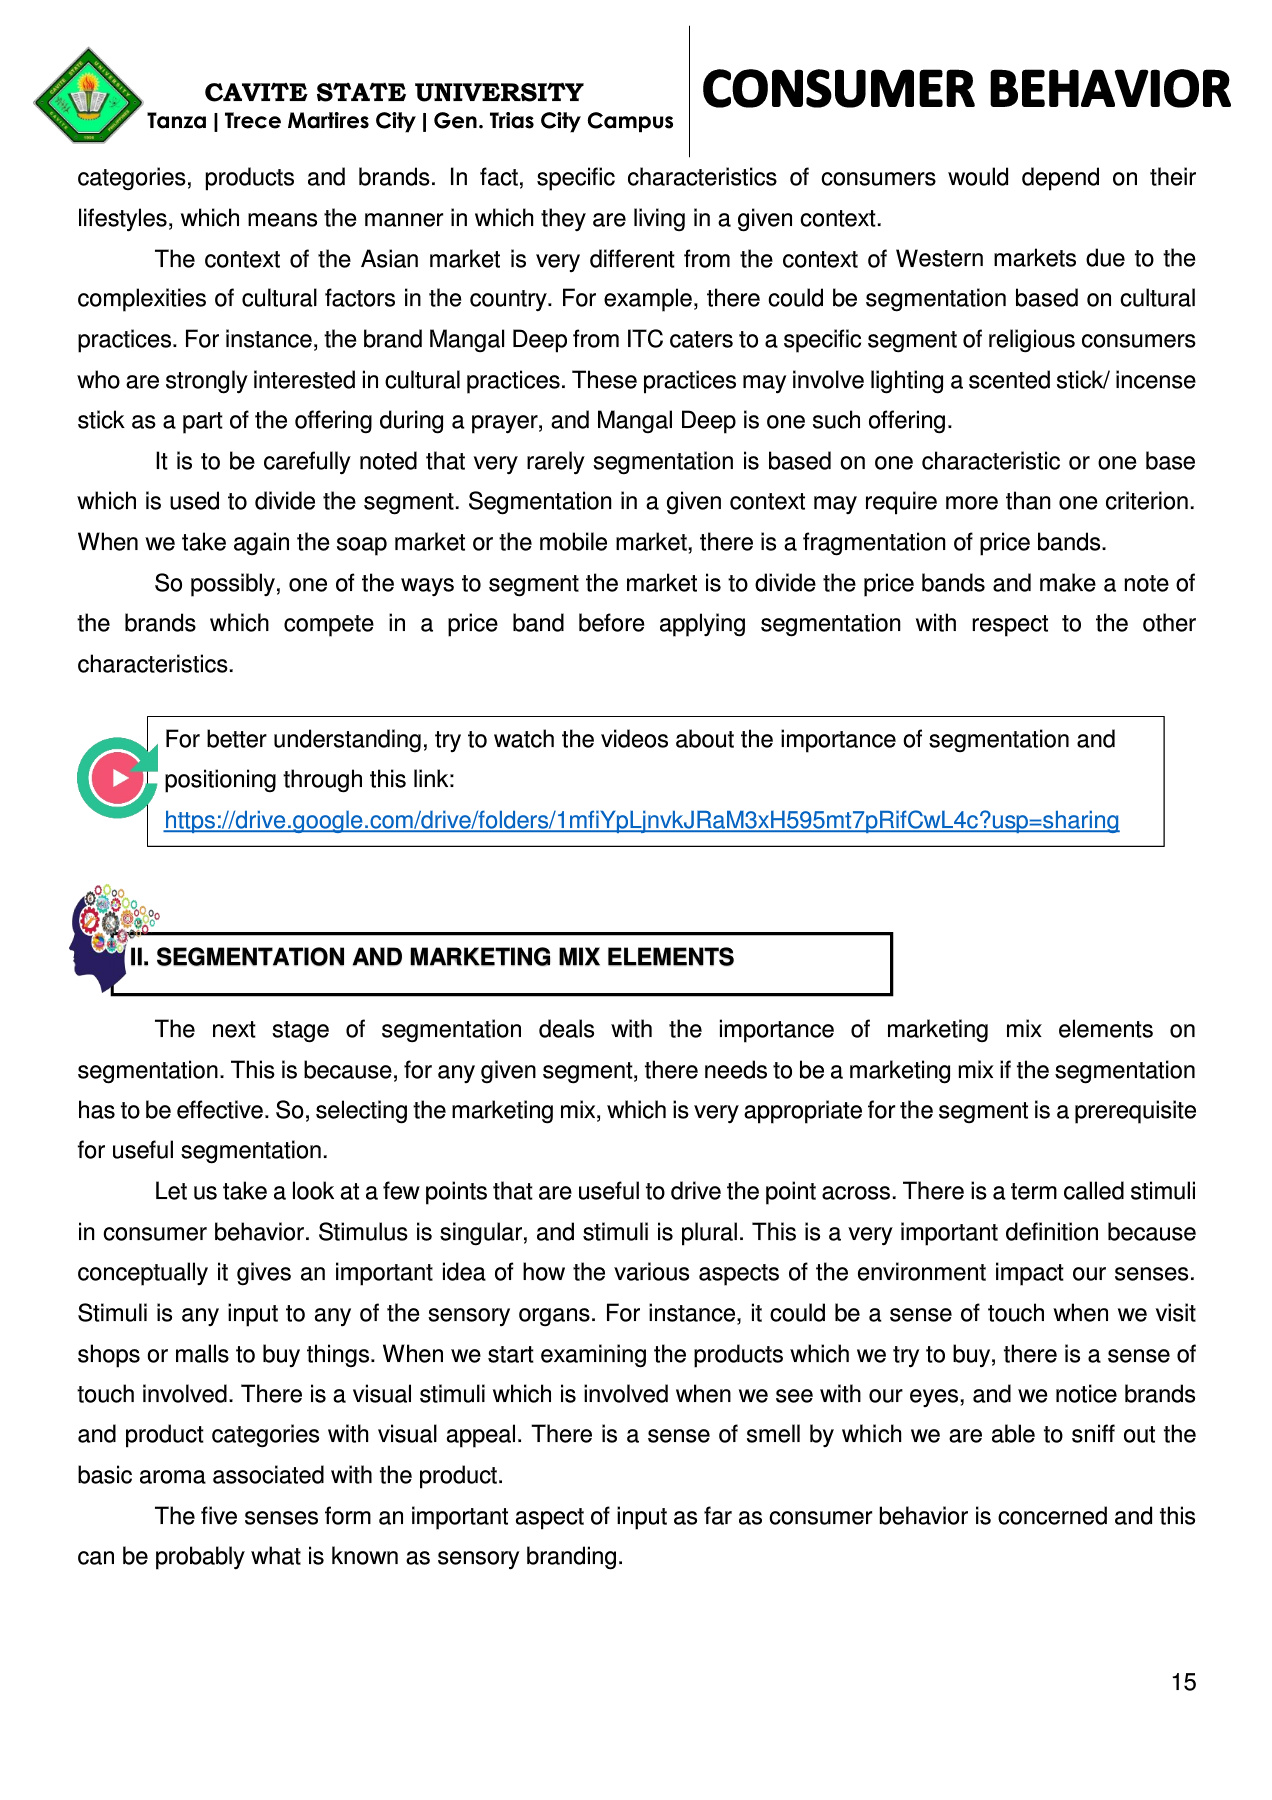 CAVITE STATE UNIVERSITY
Tanza | Trece Martires City | Gen. Trias City Campus
CONSUMER BEHAVIOR
categories, products and brands. In fact, specific characteristics of consumers would depend on their
lifestyles, which means the manner in which they are living in a given context.
The context of the Asian market is very different from the context of Western markets due to the
complexities of cultural factors in the country. For example, there could be segmentation based on cultural
practices. For instance, the brand Mangal Deep from ITC caters to a specific segment of religious consumers
who are strongly interested in cultural practices. These practices may involve lighting a scented stick/ incense
stick as a part of the offering during a prayer, and Mangal Deep is one such offering.
It is to be carefully noted that very rarely segmentation is based on one characteristic or one base
which is used to divide the segment. Segmentation in a given context may require more than one criterion.
When we take again the soap market or the mobile market, there is a fragmentation of price bands.
So possibly, one of the ways to segment the market is to divide the price bands and make a note of
the brands which compete in a price band before applying segmentation with respect to the other
characteristics.
For better understanding, try to watch the videos about the importance of segmentation and
positioning through this link:
https://drive.google.com/drive/folders/1mfiYpLjnvkJRaM3xH595mt7pRifCwL4c?usp=sharing
II. SEGMENTATION AND MARKETING MIX ELEMENTS
The next stage of segmentation deals with the importance of marketing mix elements on
segmentation. This is because, for any given segment, there needs to be a marketing mix if the segmentation
has to be effective. So, selecting the marketing mix, which is very appropriate for the segment is a prerequisite
for useful segmentation.
Let us take a look at a few points that are useful to drive the point across. There is a term called stimuli
in consumer behavior. Stimulus is singular, and stimuli is plural. This is a very important definition because
conceptually it gives an important idea of how the various aspects of the environment impact our senses.
Stimuli is any input to any of the sensory organs. For instance, it could be a sense of touch when we visit
shops or malls to buy things. When we start examining the products which we try to buy, there is a sense of
touch involved. There is a visual stimuli which is involved when we see with our eyes, and we notice brands
and product categories with visual appeal. There is a sense of smell by which we are able to sniff out the
basic aroma associated with the product.
The five senses form an important aspect of input as far as consumer behavior is concerned and this
can be probably what is known as sensory branding.
15